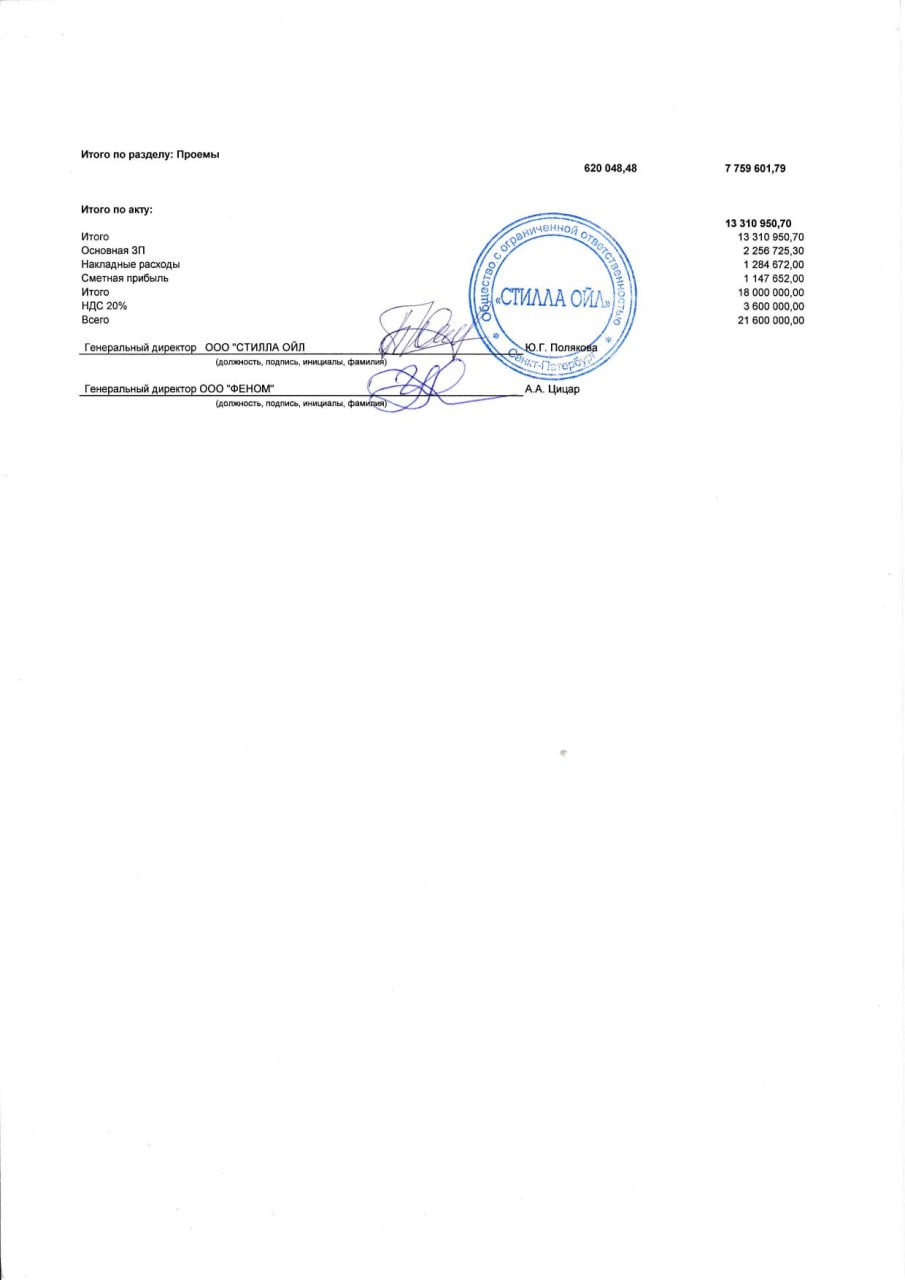 Итого по разделу: Проемы
620 048,48 7 759 601,79
Итого по акту:
13 310 950,70
Итого 13 310 950,70
Основная ЗП 2 256 725,30
Накладные расходы 1 284 672,00
Сметная прибыль 1 147 652,00
Итого 18 000 000,00
НДС 20% 3 600 000,00
Всего 21 600 000,00
Общество с ограниченной ответственностью
«СТИЛЛА ОЙЛ»
* Санкт-Петербург *
Генеральный директор ООО "СТИЛЛА ОЙЛ Ю.Г. Полякова
(должность, подпись, инициалы, фамилия)
Генеральный директор ООО "ФЕНОМ" А.А. Цицар
(должность, подпись, инициалы, фамилия)